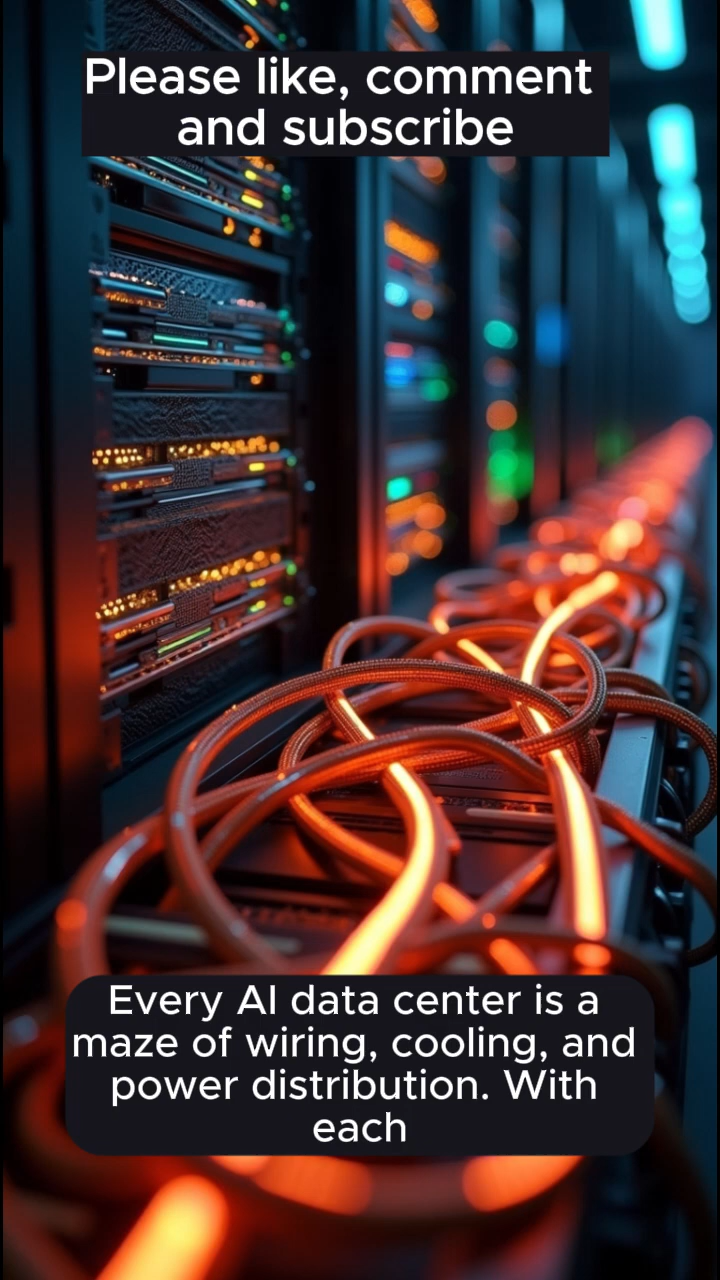 Please like, comment
and subscribe
Every AI data center is a
maze of wiring, cooling, and
power distribution. With
each